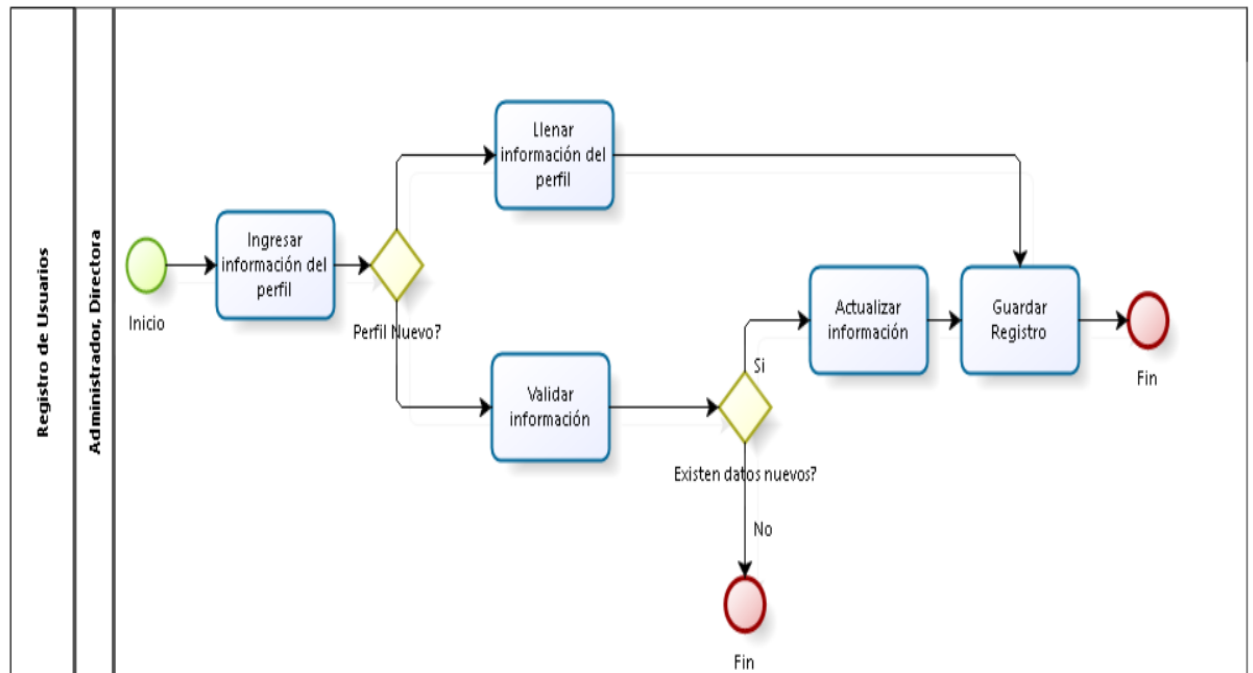 Registro de Usuarios
Administrador, Directora
Inicio
Ingresar
información del
perfil
Perfil Nuevo?
Llenar
información del
perfil
Validar
información
Existen datos nuevos?
Si
No
Fin
Actualizar
información
Guardar
Registro
Fin